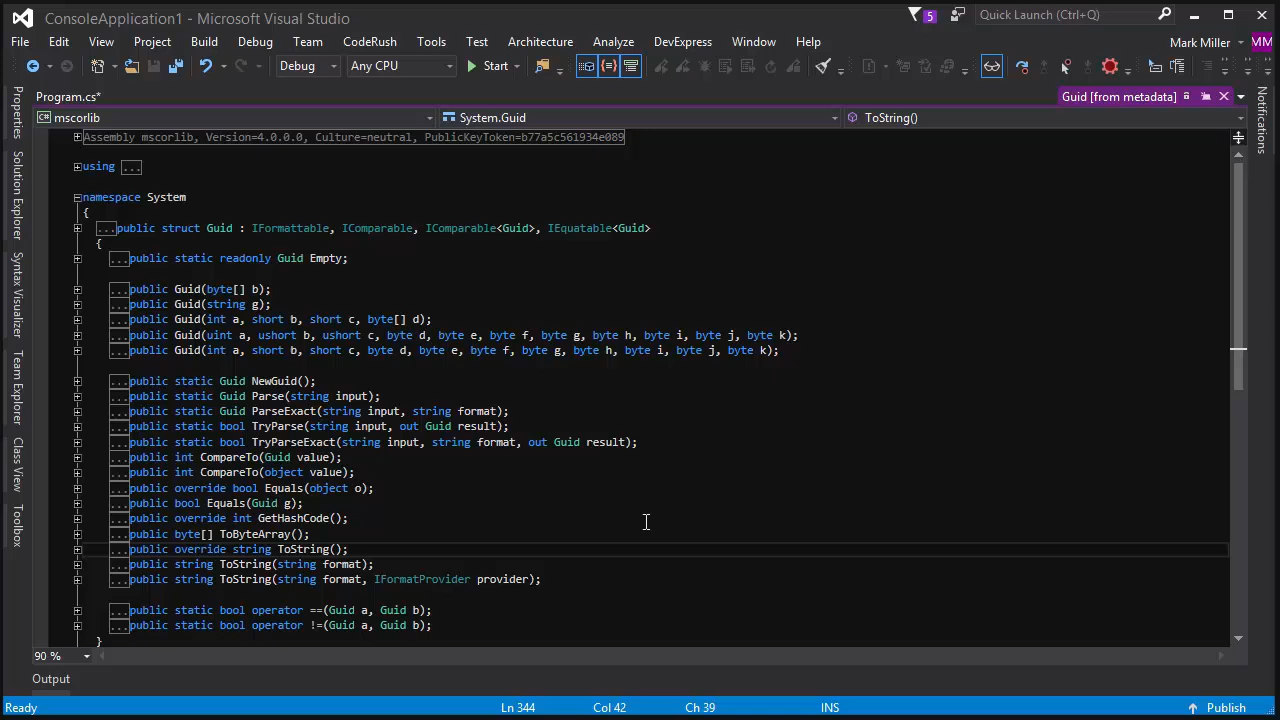 ConsoleApplication1 - Microsoft Visual Studio
5
Quick Launch (Ctrl+Q)
File Edit View Project Build Debug Team CodeRush Tools Test Architecture Analyze DevExpress Window Help
Mark Miller MM
Debug Any CPU Start
Program.cs*
Guid [from metadata]
mscorlib System.Guid ToString()
Assembly mscorlib, Version=4.0.0.0, Culture=neutral, PublicKeyToken=b77a5c561934e089
using ...
namespace System
{
...public struct Guid : IFormattable, IComparable, IComparable<Guid>, IEquatable<Guid>
{
...public static readonly Guid Empty;
...public Guid(byte[] b);
...public Guid(string g);
...public Guid(int a, short b, short c, byte[] d);
...public Guid(uint a, ushort b, ushort c, byte d, byte e, byte f, byte g, byte h, byte i, byte j, byte k);
...public Guid(int a, short b, short c, byte d, byte e, byte f, byte g, byte h, byte i, byte j, byte k);
...public static Guid NewGuid();
...public static Guid Parse(string input);
...public static Guid ParseExact(string input, string format);
...public static bool TryParse(string input, out Guid result);
...public static bool TryParseExact(string input, string format, out Guid result);
...public int CompareTo(Guid value);
...public int CompareTo(object value);
...public override bool Equals(object o);
...public bool Equals(Guid g);
...public override int GetHashCode();
...public byte[] ToByteArray();
...public override string ToString();
...public string ToString(string format);
...public string ToString(string format, IFormatProvider provider);
...public static bool operator ==(Guid a, Guid b);
...public static bool operator !=(Guid a, Guid b);
}
90 %
Output
Ready Ln 344 Col 42 Ch 39 INS Publish
Properties
Solution Explorer
Syntax Visualizer
Team Explorer
Class View
Toolbox
Notifications